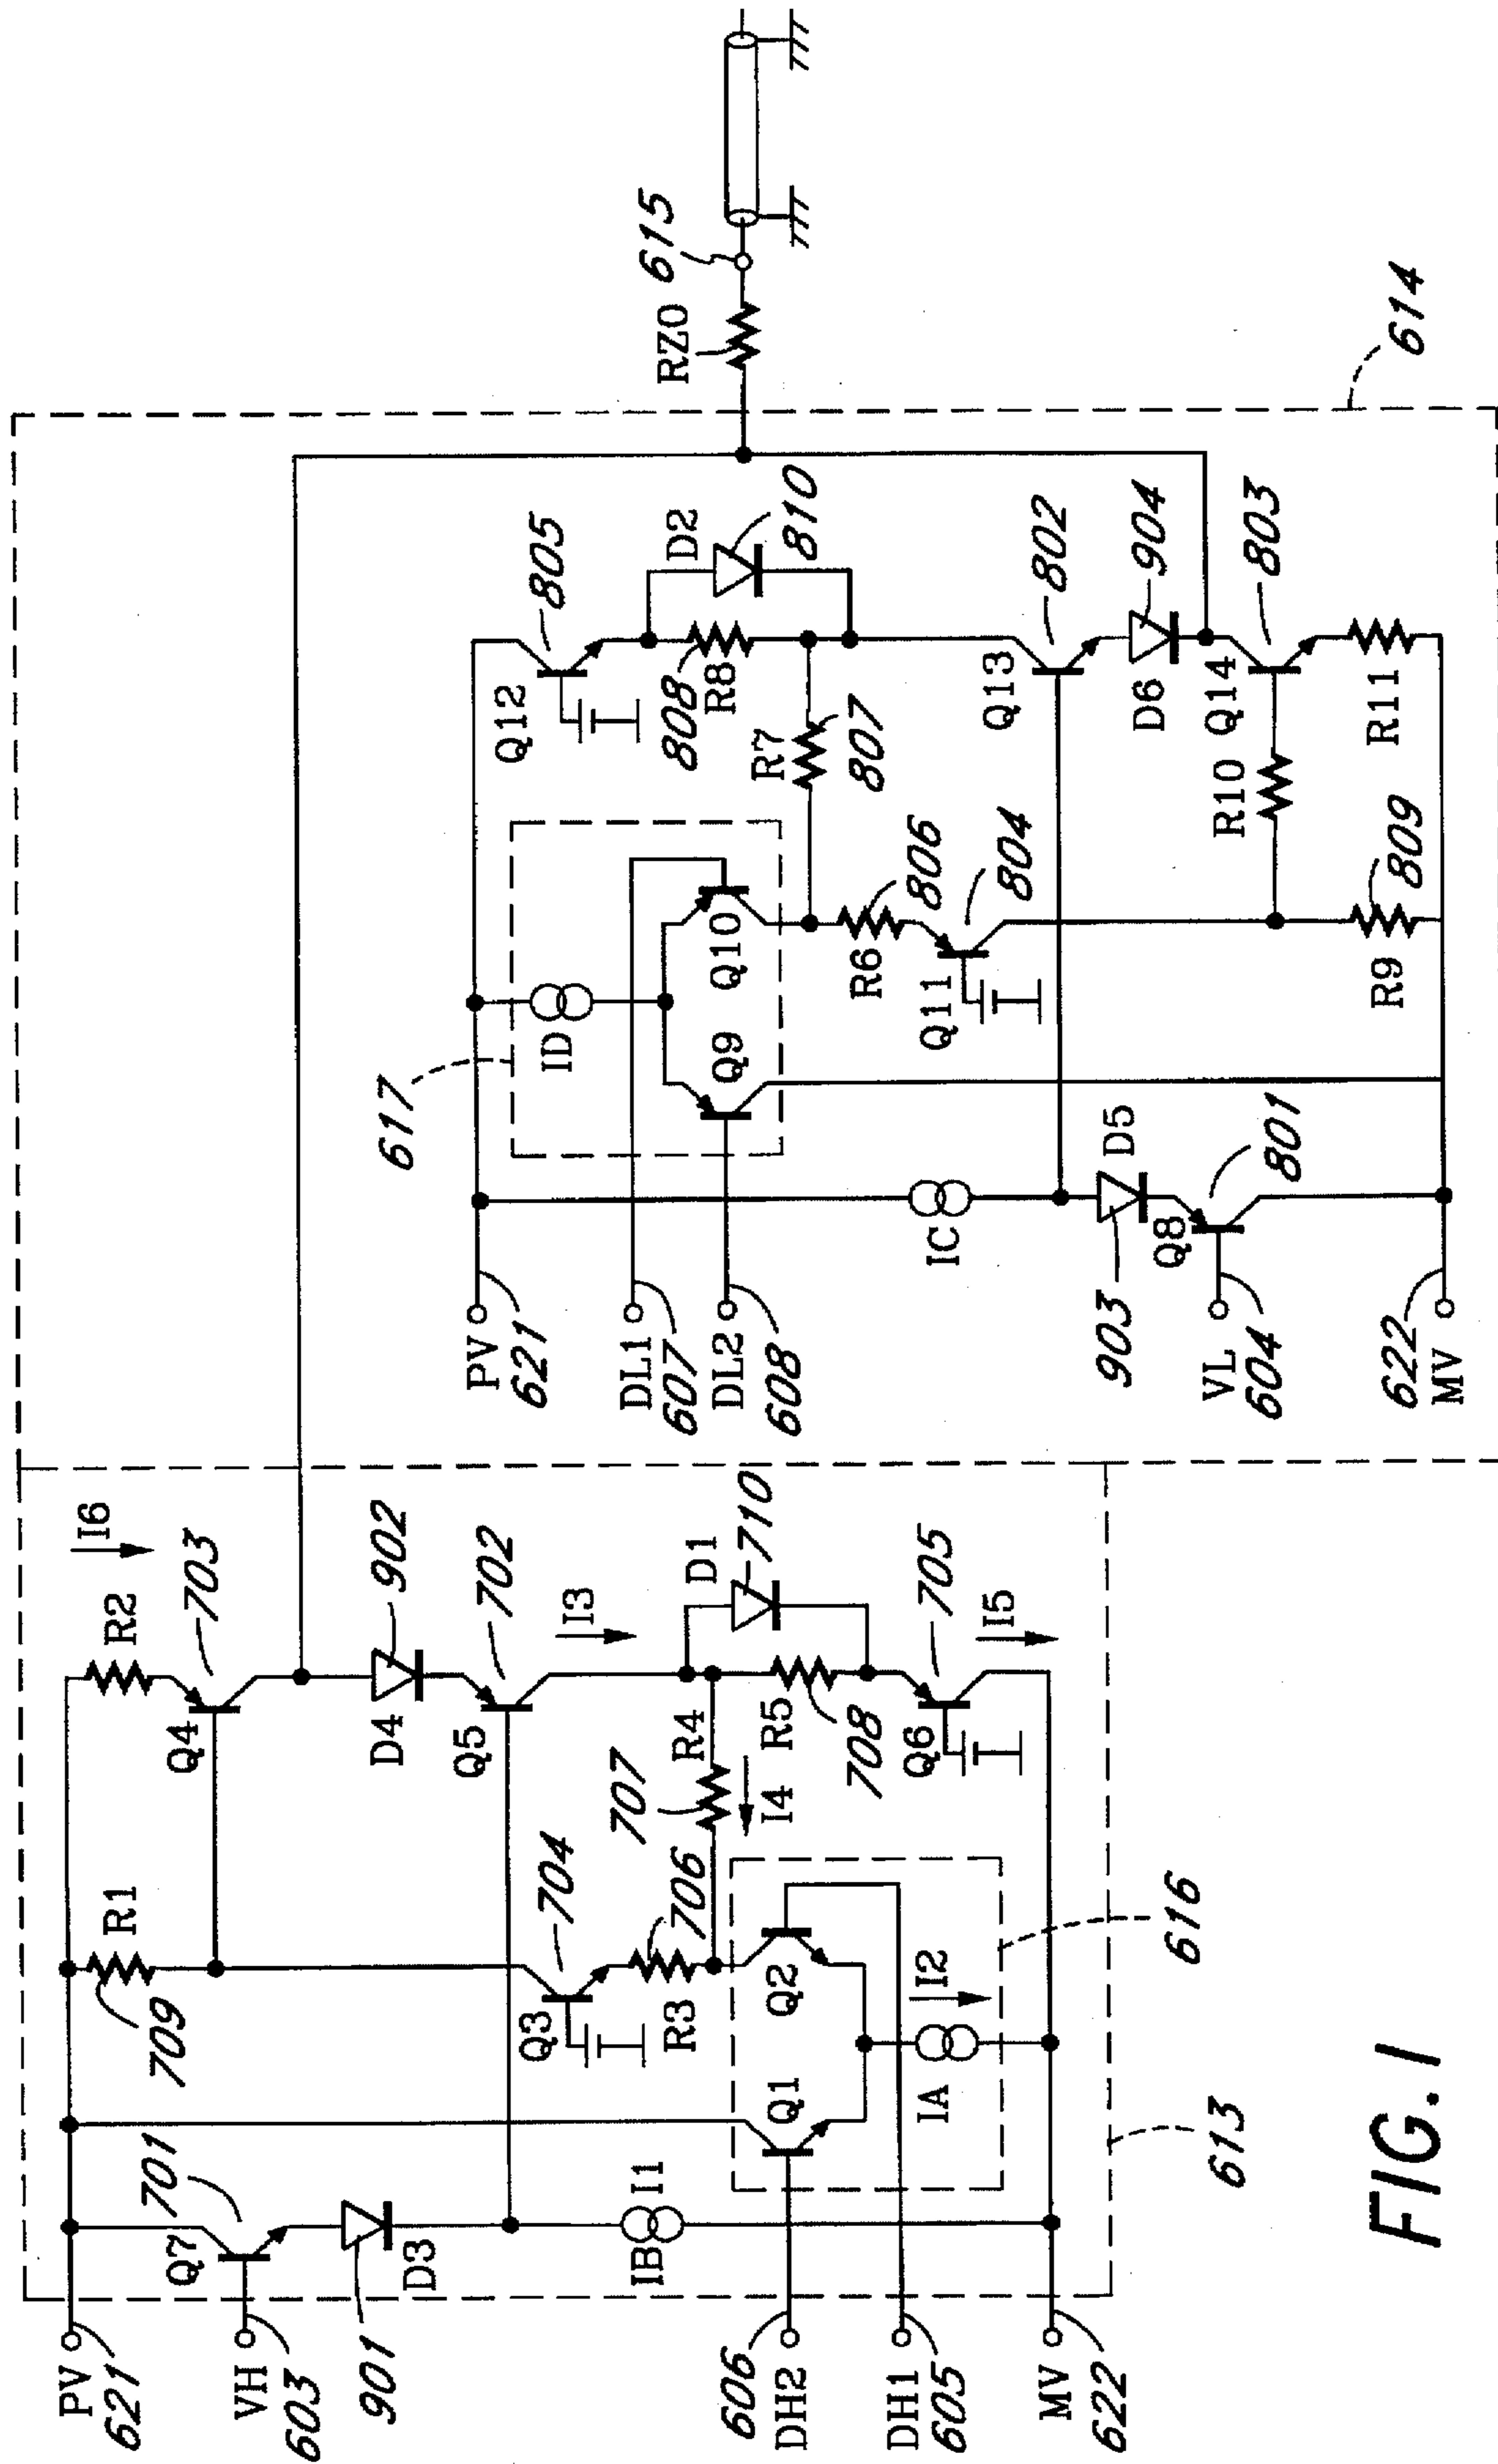 PV
621
VH
603
901
606
DH2
DH1
605
MV
622
Q7
701
D3
IB
I1
709
R1
Q3
704
R3
706
Q1
Q2
IA
I2
616
613
R2
I6
Q4
703
D4
902
Q5
702
I3
707
R4
I4
D1
710
R5
708
Q6
705
I5
PV
621
DL1
607
DL2
608
903
VL
604
622
MV
617
ID
Q9
Q10
IC
D5
Q8
801
R6
806
Q11
804
R7
807
R10
R9
809
Q12
805
808
R8
D2
810
Q13
802
D6
904
Q14
803
R11
RZ0
615
614
FIG.1